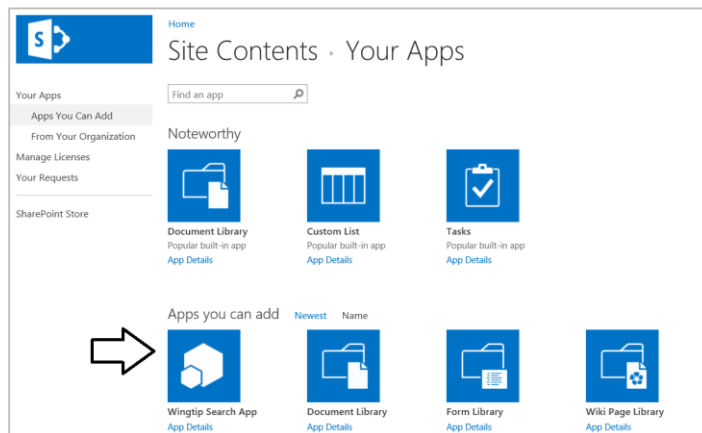 Home
Site Contents › Your Apps
Your Apps
Apps You Can Add
From Your Organization
Manage Licenses
Your Requests
SharePoint Store
Find an app
Noteworthy
Document Library
Popular built-in app
App Details
Custom List
Popular built-in app
App Details
Tasks
Popular built-in app
App Details
Apps you can add Newest Name
Wingtip Search App
App Details
Document Library
App Details
Form Library
App Details
Wiki Page Library
App Details